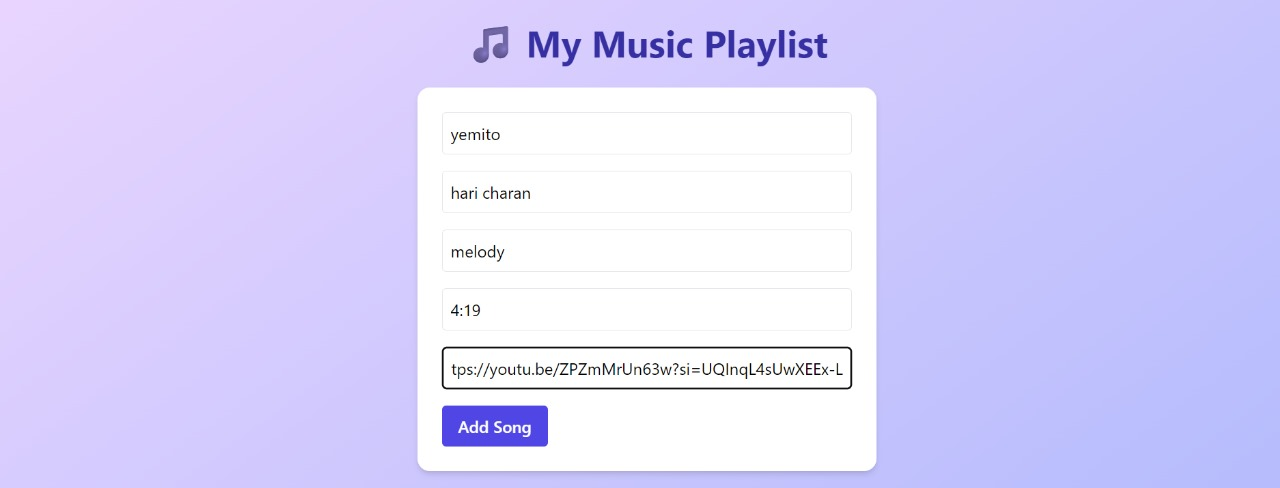 🎵 My Music Playlist
yemito
hari charan
melody
4:19
tps://youtu.be/ZPZmMrUn63w?si=UQInqL4sUwXEEx-L
Add Song